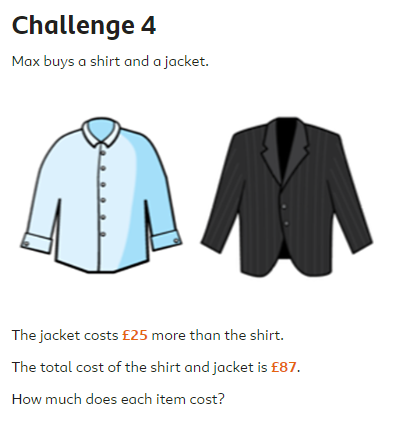 Challenge 4
Max buys a shirt and a jacket.
The jacket costs £25 more than the shirt.
The total cost of the shirt and jacket is £87.
How much does each item cost?